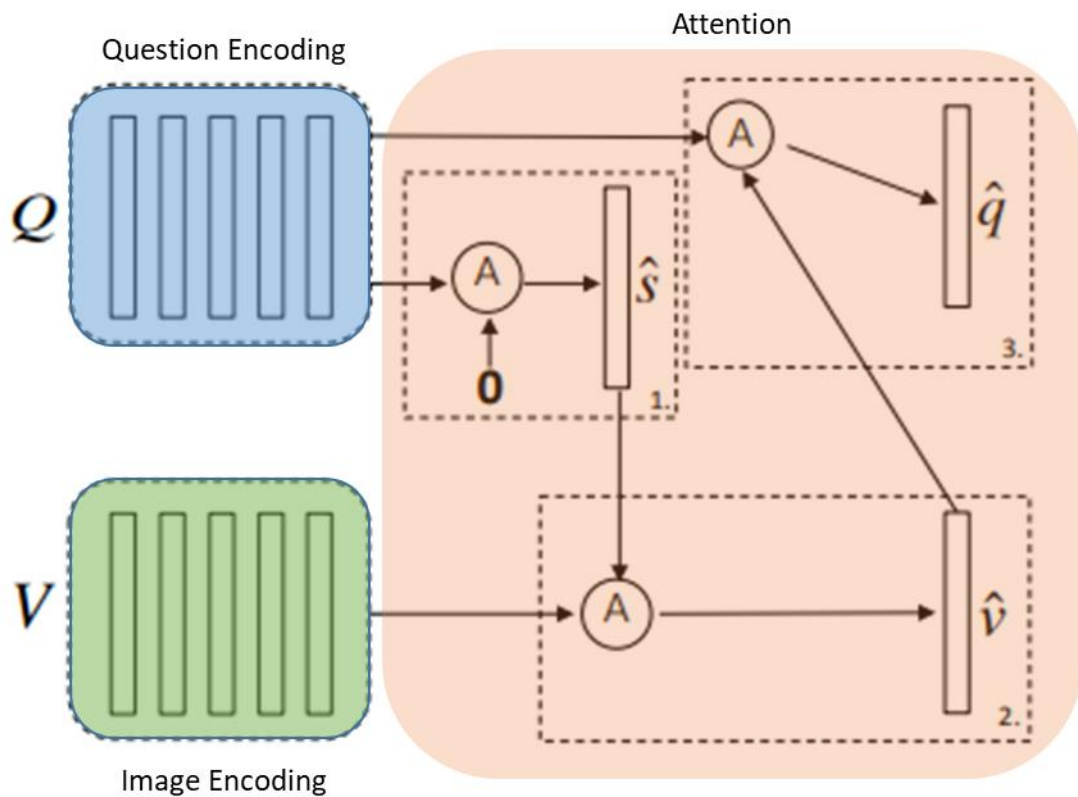 Attention
Question Encoding
A
q̂
Q
A
ŝ
3.
0
1.
V
A
v̂
2.
Image Encoding